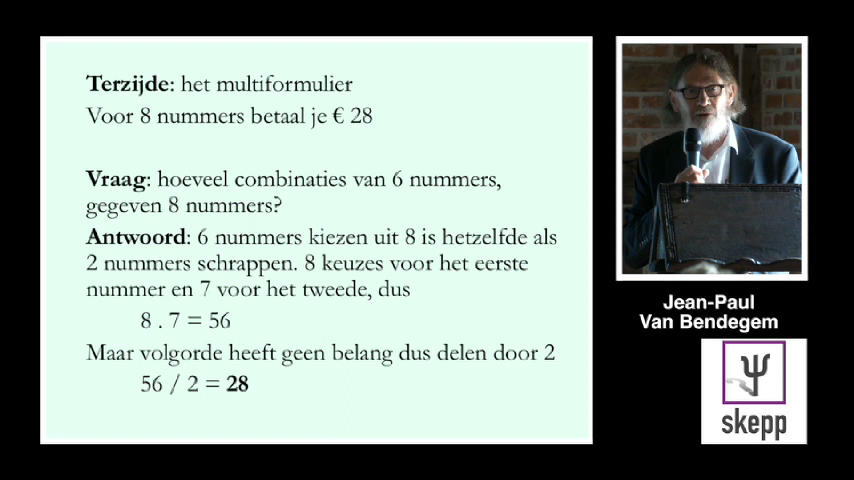 Terzijde: het multiformulier
Voor 8 nummers betaal je € 28
Vraag: hoeveel combinaties van 6 nummers,
gegeven 8 nummers?
Antwoord: 6 nummers kiezen uit 8 is hetzelfde als
2 nummers schrappen. 8 keuzes voor het eerste
nummer en 7 voor het tweede, dus
8 . 7 = 56
Maar volgorde heeft geen belang dus delen door 2
56 / 2 = 28
Jean-Paul
Van Bendegem
skepp